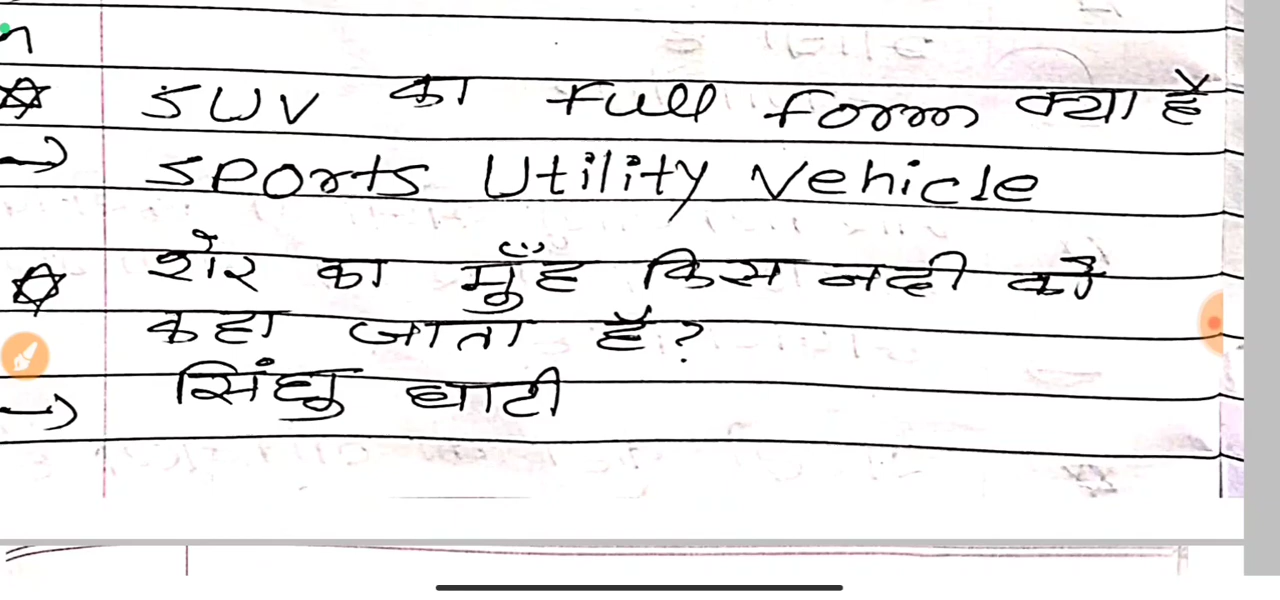 SUV का Full Form क्या है
Sports Utility Vehicle
शेर का मुँह किस नदी को
कहा जाता है?
सिंधु घाटी